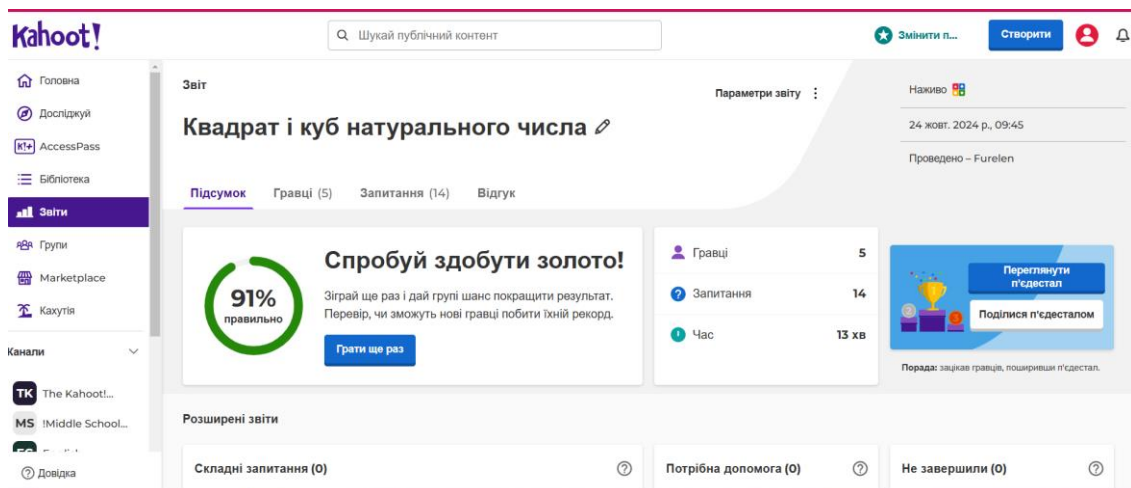 Kahoot!
Шукай публічний контент
Змінити п...
Створити
Головна
Досліджуй
K!+ AccessPass
Бібліотека
Звіти
Групи
Marketplace
Кахутія
Канали
TK The Kahoot!...
MS !Middle School...
Довідка
Звіт
Параметри звіту
Квадрат і куб натурального числа
Наживо
24 жовт. 2024 р., 09:45
Проведено – Furelen
Підсумок Гравці (5) Запитання (14) Відгук
91%
правильно
Спробуй здобути золото!
Зіграй ще раз і дай групі шанс покращити результат.
Перевір, чи зможуть нові гравці побити їхній рекорд.
Грати ще раз
Гравці 5
Запитання 14
Час 13 хв
Переглянути
п'єдестал
Поділися п'єдесталом
Порада: зацікав гравців, поширивши п'єдестал.
Розширені звіти
Складні запитання (0)
Потрібна допомога (0)
Не завершили (0)